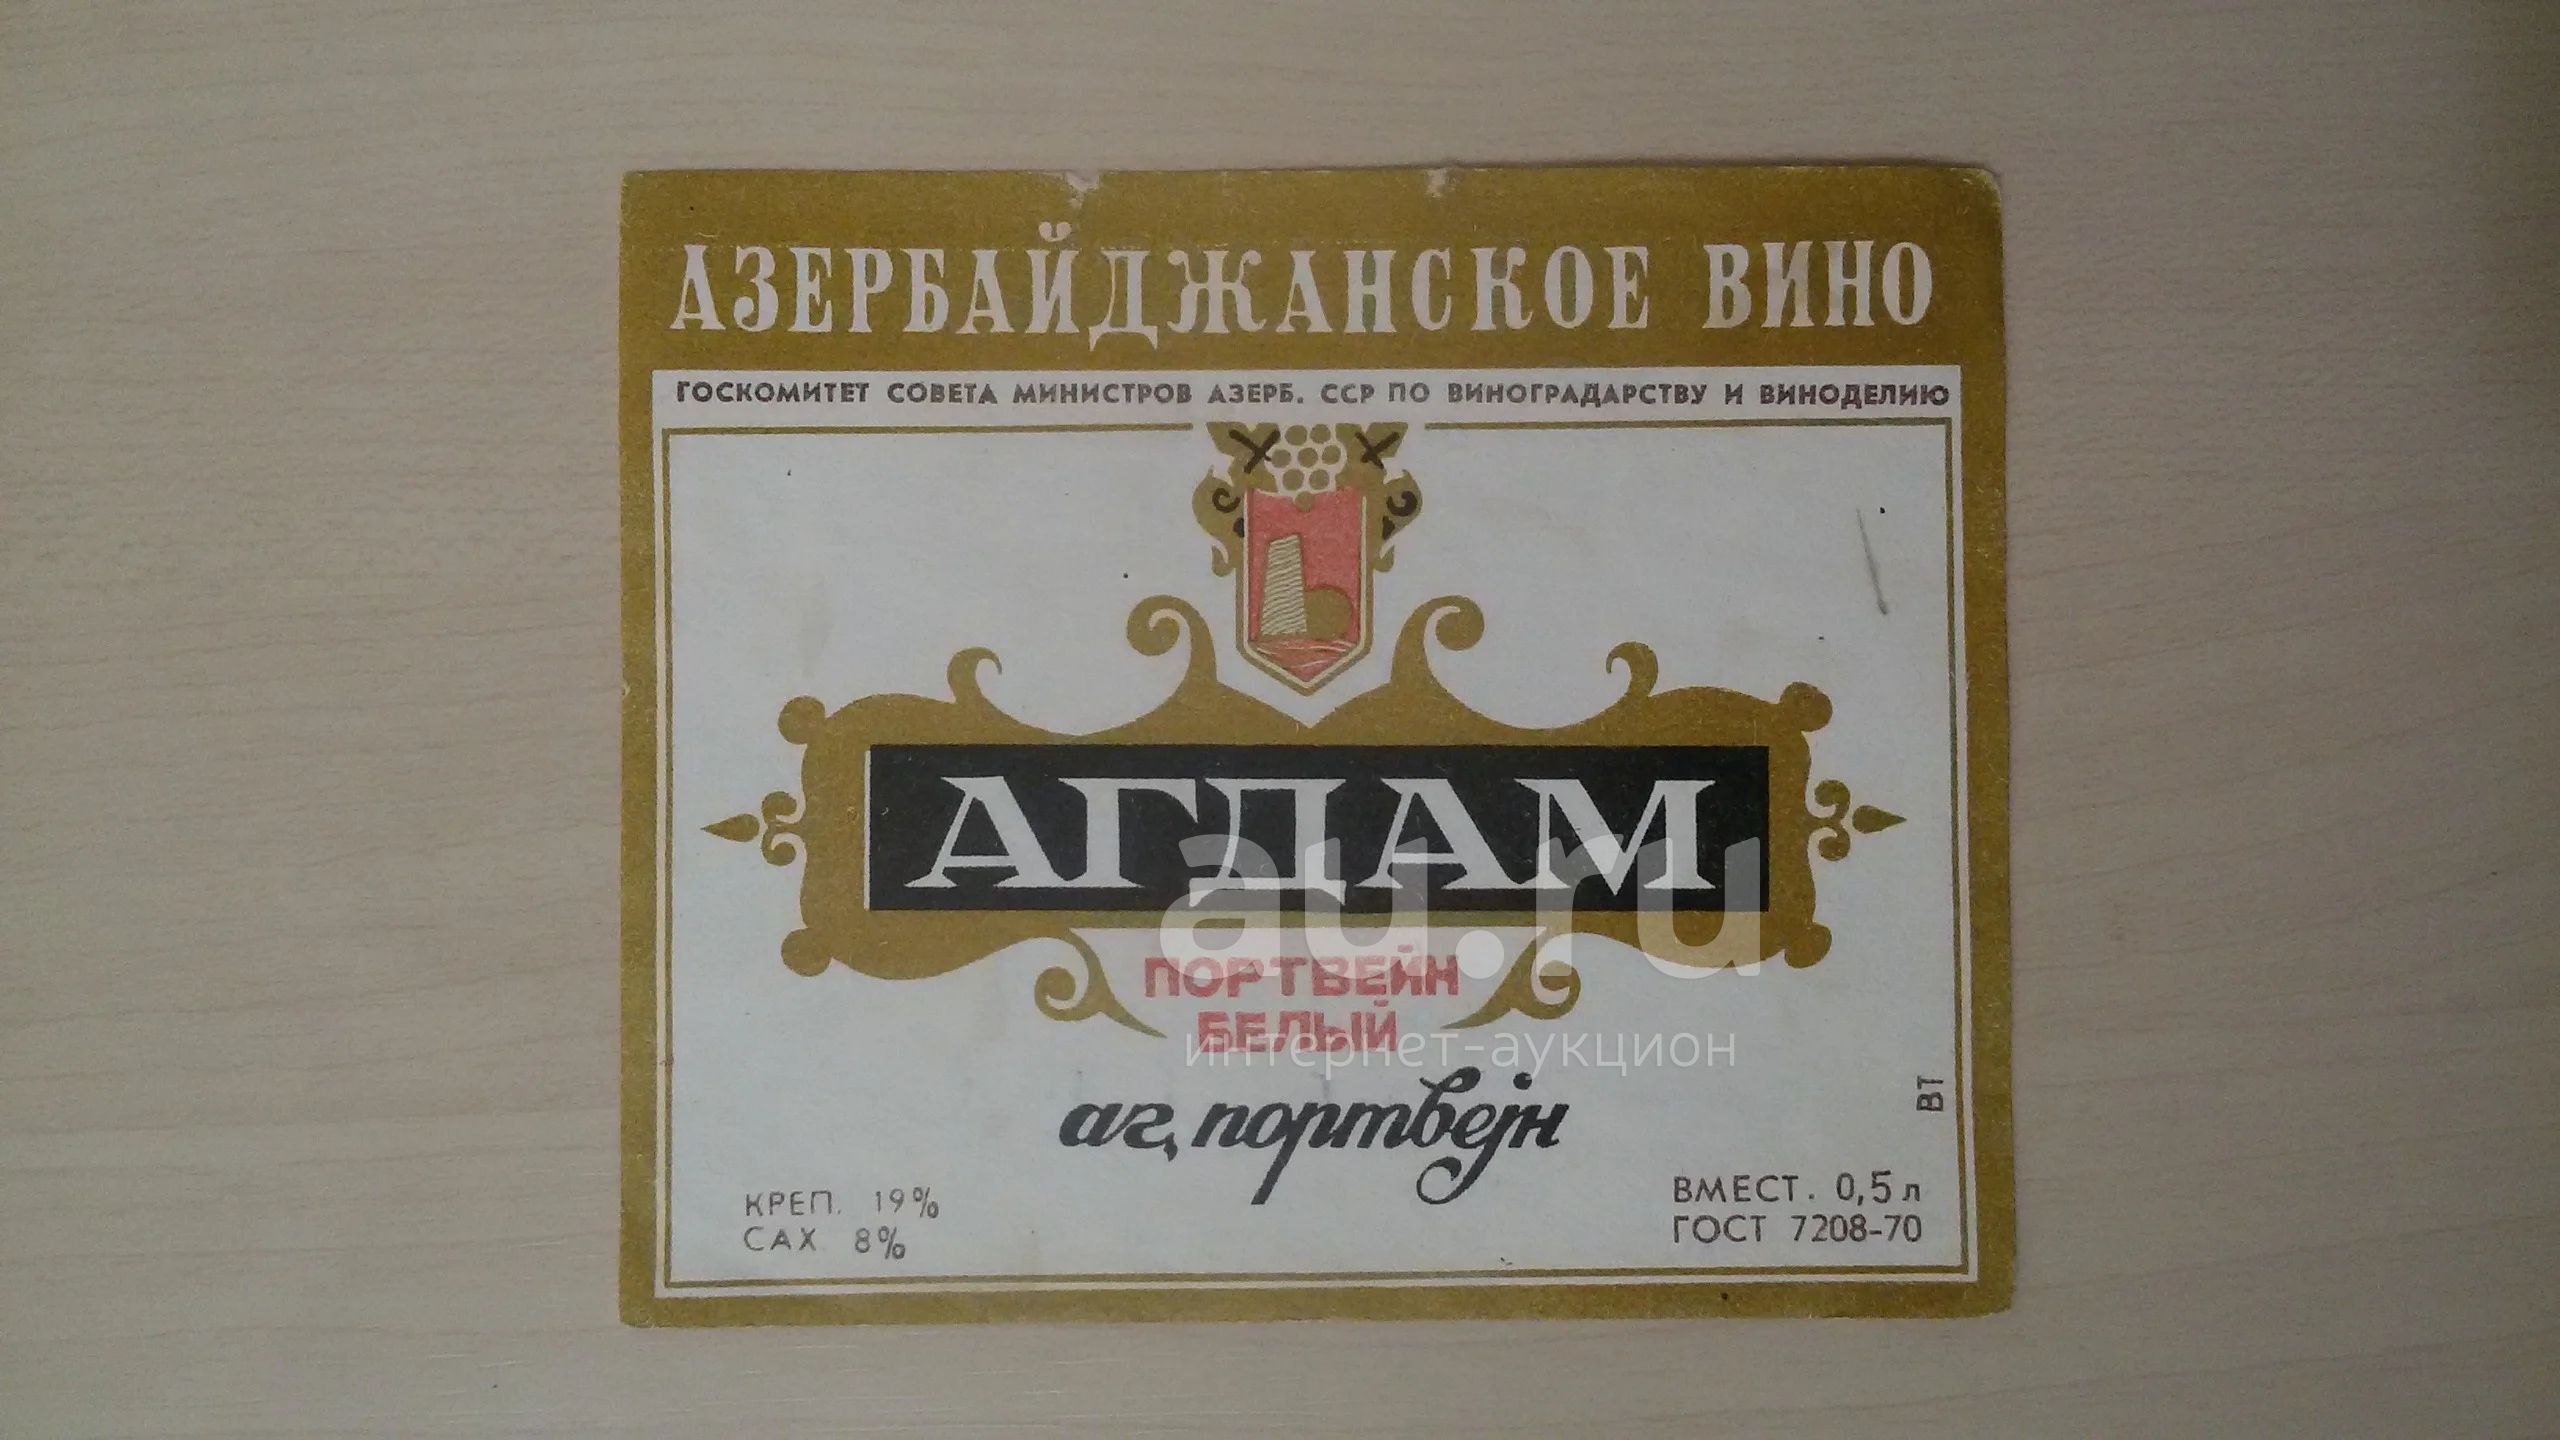 АЗЕРБАЙДЖАНСКОЕ ВИНО
ГОСКОМИТЕТ СОВЕТА МИНИСТРОВ АЗЕРБ. ССР ПО ВИНОГРАДАРСТВУ И ВИНОДЕЛИЮ
АГДАМ
au.ru
ПОРТВЕЙН
БЕЛЫЙ
интернет-аукцион
аг, портвејн
ВТ
КРЕП. 19%
САХ 8%
ВМЕСТ. 0,5 л
ГОСТ 7208-70